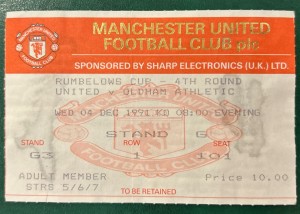 MANCHESTER UNITED
FOOTBALL CLUB plc
SPONSORED BY SHARP ELECTRONICS (U.K.) LTD.
RUMBELOWS CUP - 4TH ROUND
UNITED v OLDHAM ATHLETIC
WED 04 DEC 1991 KO 08:00 EVENING
STAND G
STAND ROW SEAT
G3 1 101
ADULT MEMBER Price 10.00
STRS 5/6/7
TO BE RETAINED